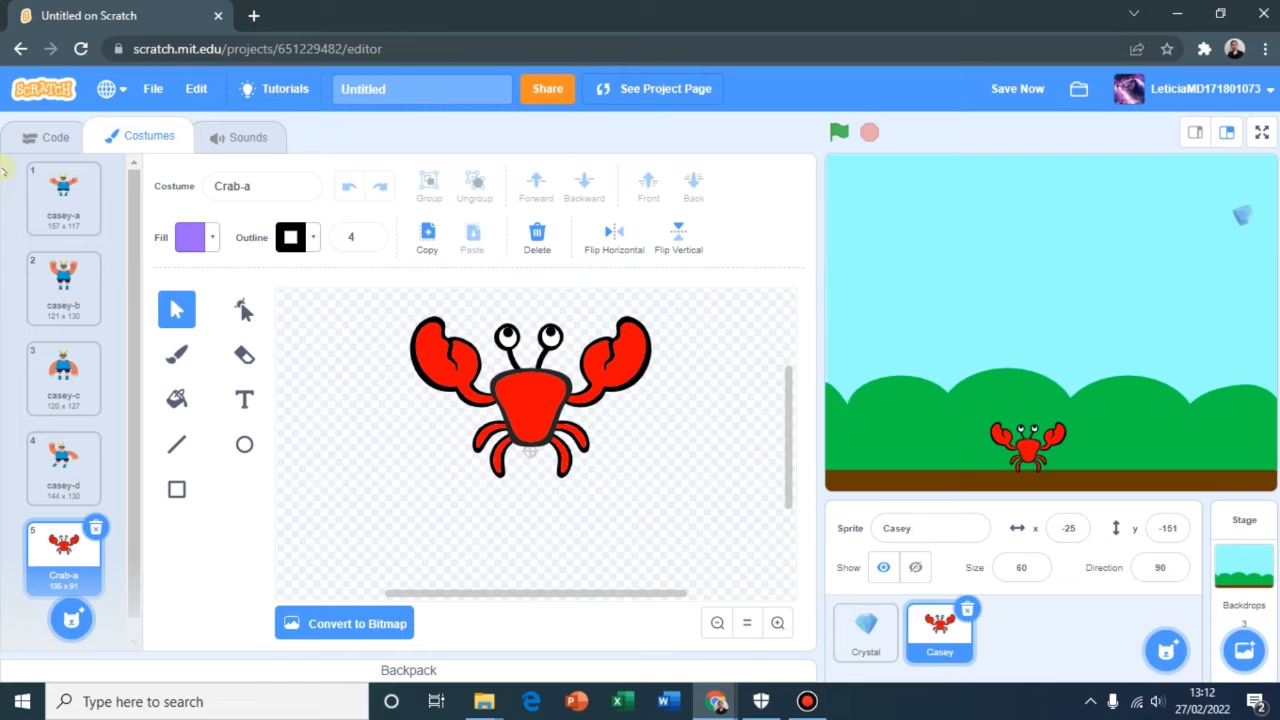 Untitled on Scratch
scratch.mit.edu/projects/651229482/editor
SCRATCH
File
Edit
Tutorials
Untitled
Share
See Project Page
Save Now
LeticiaMD171801073
Code
Costumes
Sounds
1
casey-a
157 x 117
2
casey-b
121 x 130
3
casey-c
120 x 127
4
casey-d
144 x 130
5
Crab-a
135 x 91
Costume
Crab-a
Group
Ungroup
Forward
Backward
Front
Back
Fill
Outline
4
Copy
Paste
Delete
Flip Horizontal
Flip Vertical
T
Convert to Bitmap
Backpack
Sprite
Casey
x
-25
y
-151
Show
Size
60
Direction
90
Crystal
Casey
Stage
Backdrops
3
Type here to search
13:12
27/02/2022
2